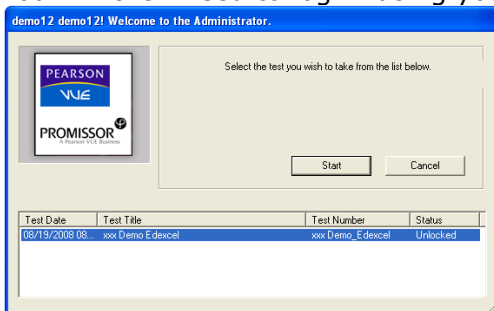 demo12 demo12! Welcome to the Administrator.
PEARSON
VUE
PROMISSOR
A Pearson VUE Business
Select the test you wish to take from the list below.
Start Cancel
Test Date Test Title Test Number Status
08/19/2008 08... xxx Demo Edexcel xxx Demo_Edexcel Unlocked